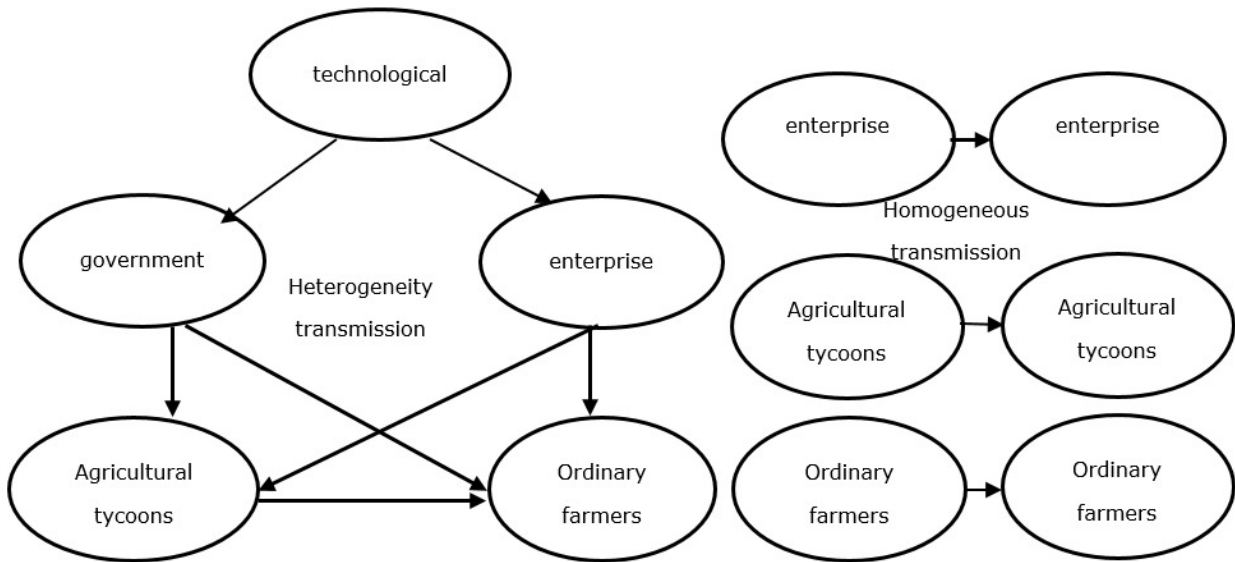 technological
government
enterprise
Heterogeneity
transmission
Agricultural
tycoons
Ordinary
farmers
enterprise
enterprise
Homogeneous
transmission
Agricultural
tycoons
Agricultural
tycoons
Ordinary
farmers
Ordinary
farmers